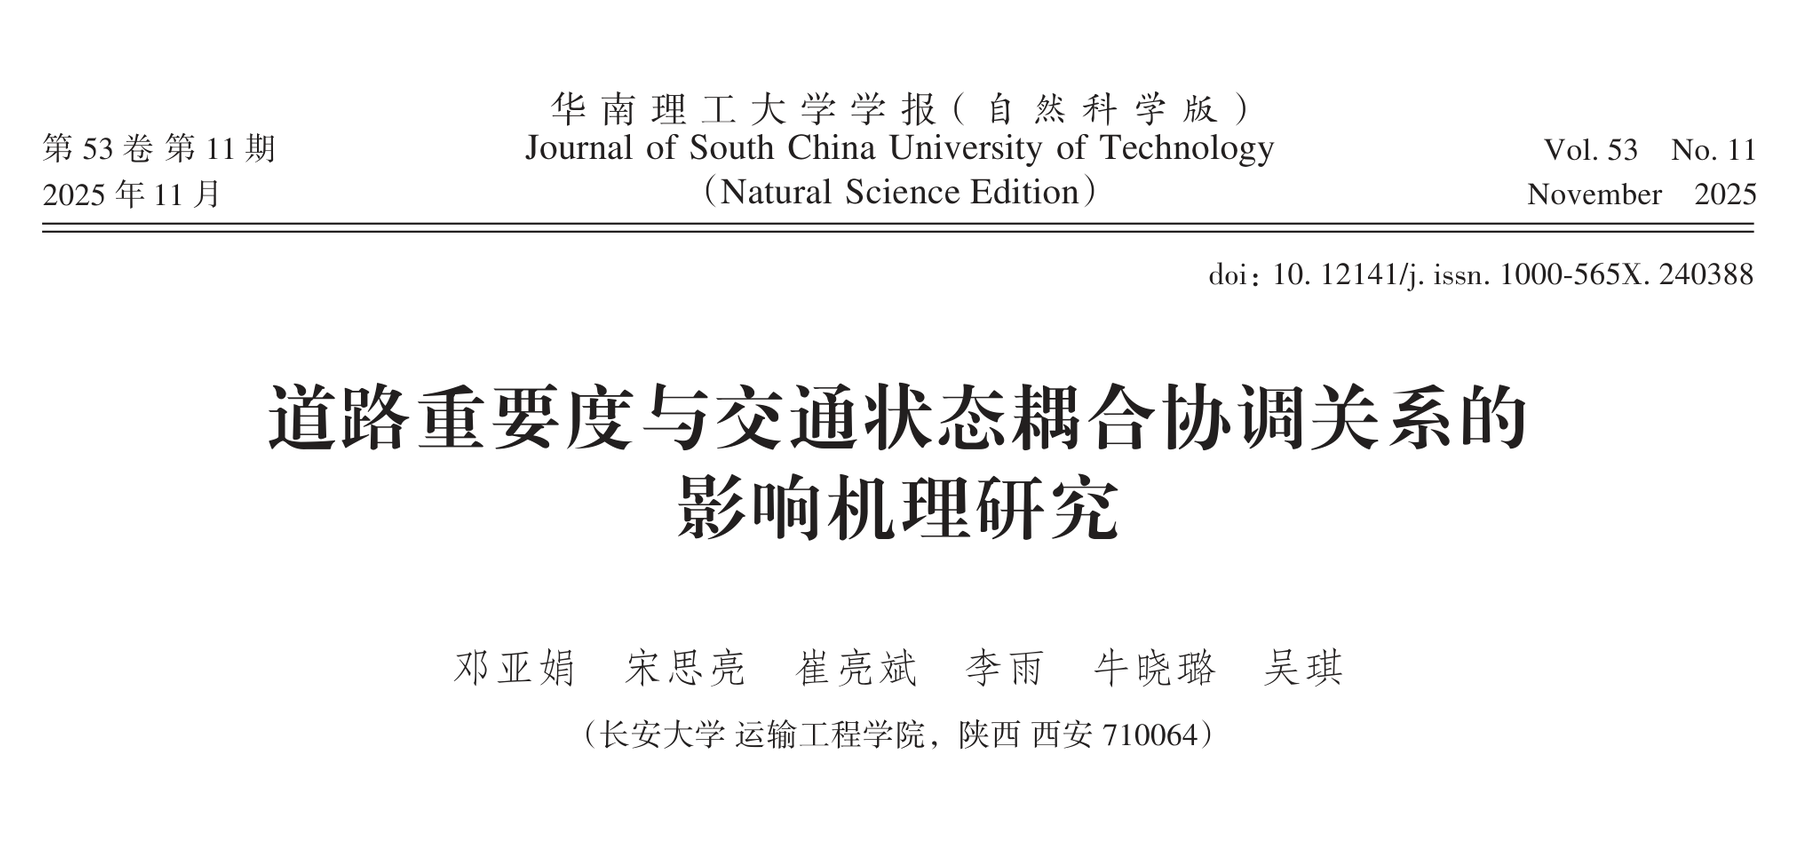 华南理工大学学报(自然科学版)
第 53 卷 第 11 期
Journal of South China University of Technology
Vol. 53 No. 11
2025 年 11 月
(Natural Science Edition)
November 2025
doi: 10. 12141/j. issn. 1000-565X. 240388
道路重要度与交通状态耦合协调关系的
影响机理研究
邓亚娟 宋思亮 崔亮斌 李雨 牛晓璐 吴琪
(长安大学 运输工程学院, 陕西 西安 710064)